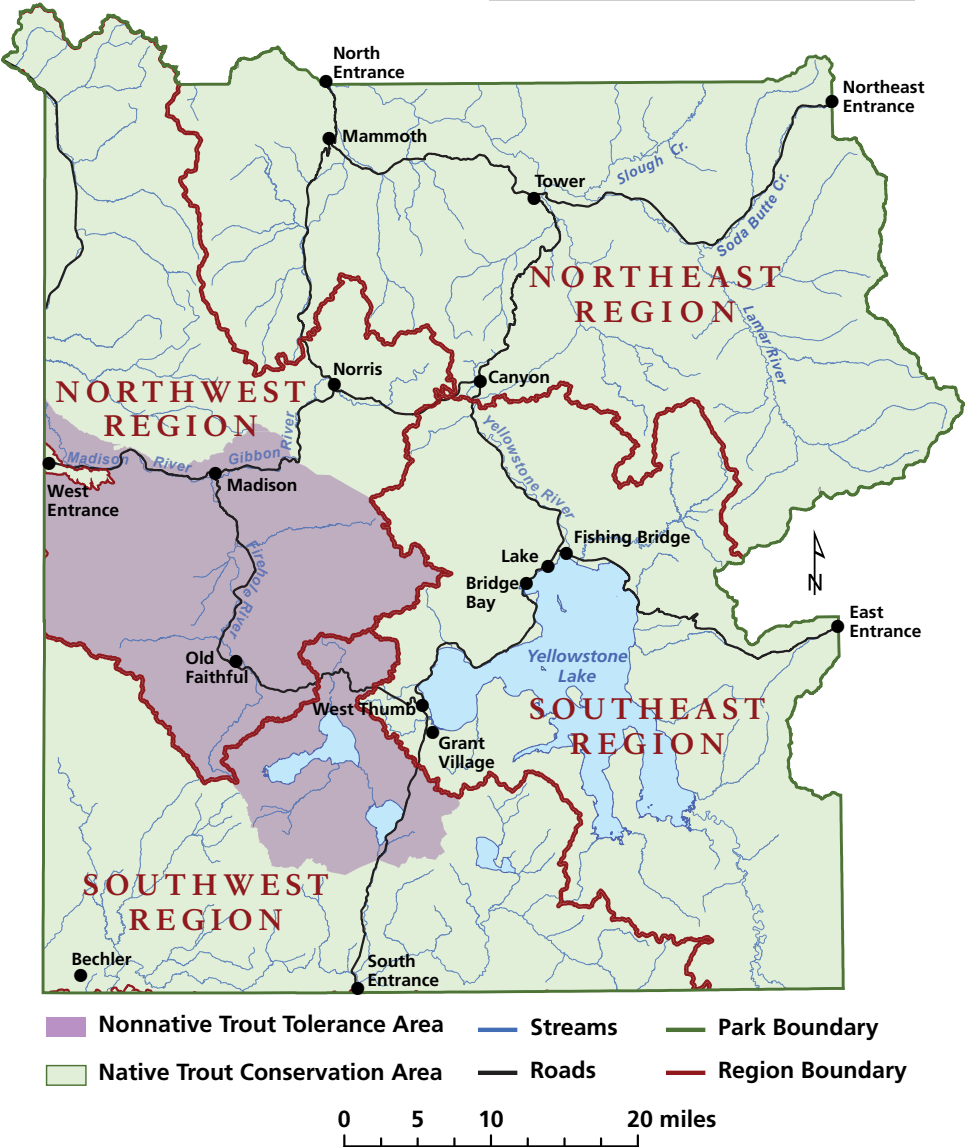 North
Entrance
Northeast
Entrance
Mammoth
Slough Cr.
Tower
Soda Butte Cr.
NORTHEAST
REGION
Lamar River
Norris
Canyon
NORTHWEST
REGION
Gibbon River
Yellowstone River
Madison River
Madison
West
Entrance
Fishing Bridge
Lake
Bridge
Bay
N
Firehole River
East
Entrance
Old
Faithful
Yellowstone
Lake
West Thumb
SOUTHEAST
REGION
Grant
Village
SOUTHWEST
REGION
Bechler
South
Entrance
Nonnative Trout Tolerance Area
Streams
Park Boundary
Native Trout Conservation Area
Roads
Region Boundary
0 5 10 20 miles